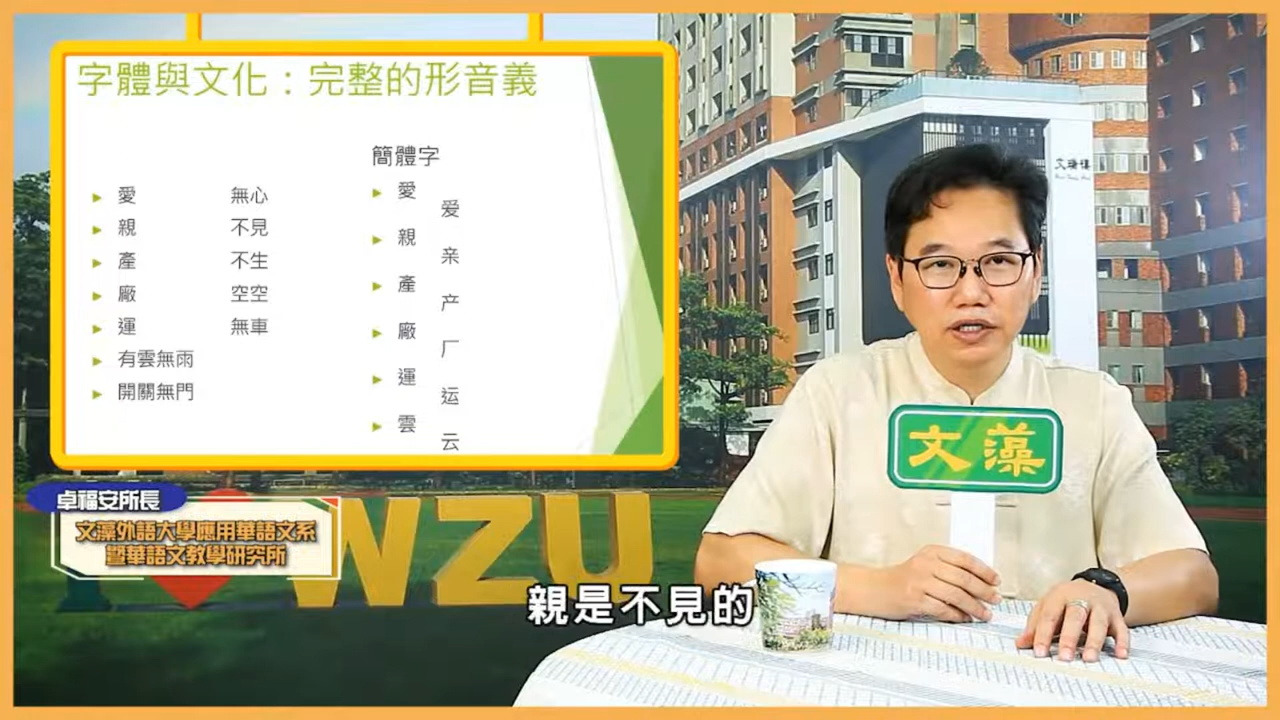 字體與文化：完整的形音義
愛 無心
親 不見
產 不生
廠 空空
運 無車
有雲無雨
開關無門
簡體字
愛 爱
親 亲
產 产
廠 厂
運 运
雲 云
文藻
卓福安所長
文藻外語大學應用華語文系
暨華語文教學研究所
WZU
親是不見的